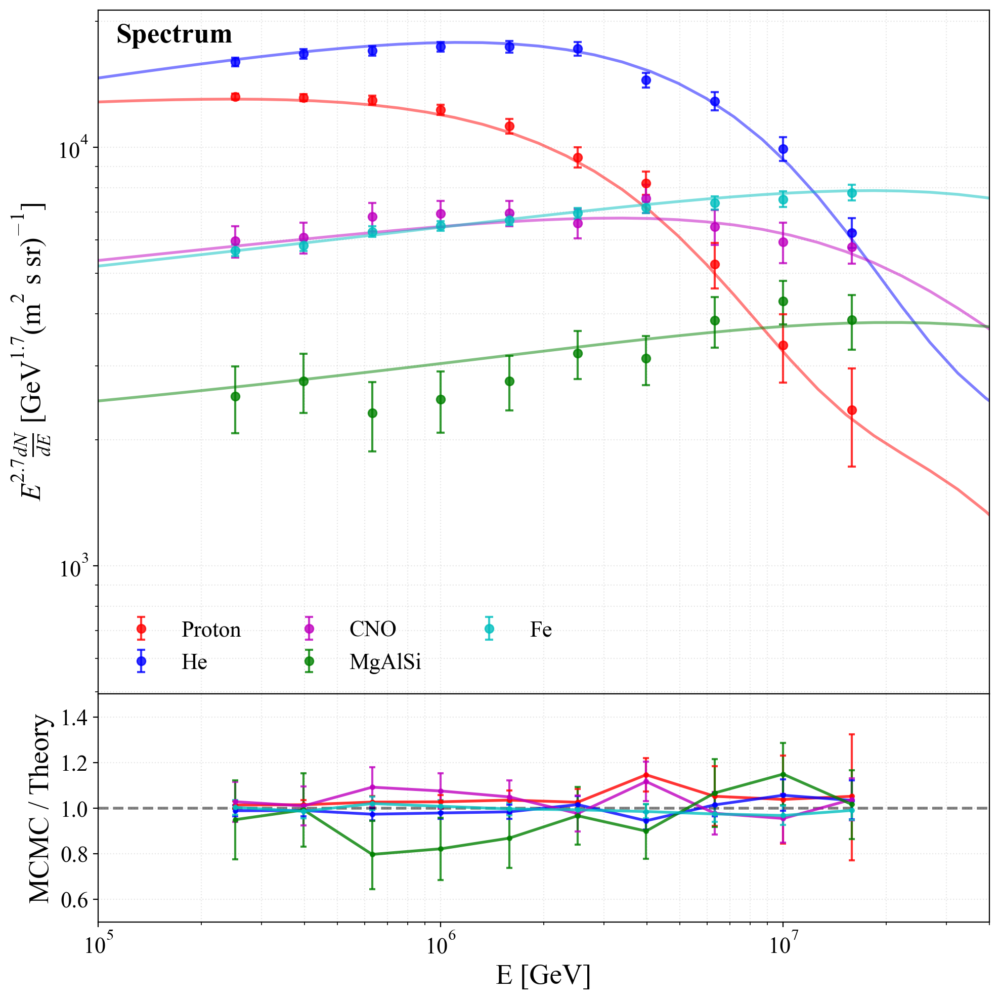 Spectrum
E^2.7 dN/dE [GeV^1.7 (m^2 s sr)^−1]
10^4
10^3
Proton
CNO
Fe
He
MgAlSi
MCMC / Theory
1.4
1.2
1.0
0.8
0.6
10^5
10^6
10^7
E [GeV]